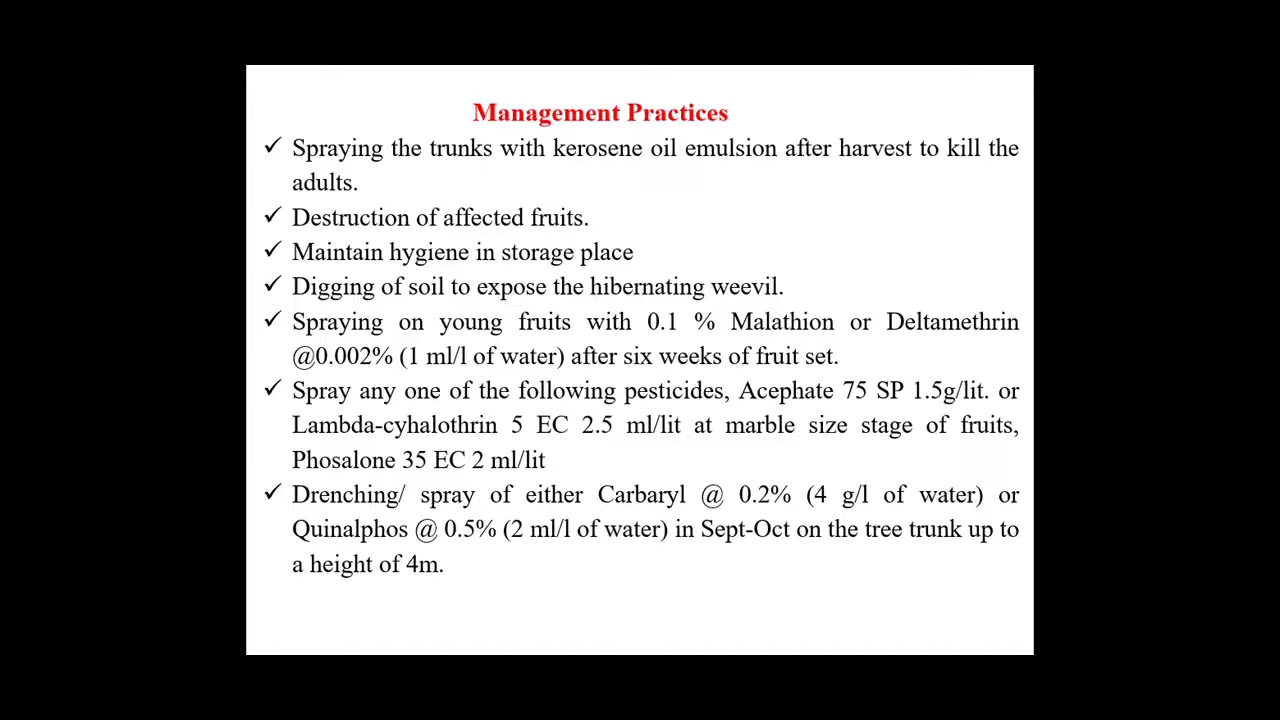 Management Practices
✓ Spraying the trunks with kerosene oil emulsion after harvest to kill the
adults.
✓ Destruction of affected fruits.
✓ Maintain hygiene in storage place
✓ Digging of soil to expose the hibernating weevil.
✓ Spraying on young fruits with 0.1 % Malathion or Deltamethrin
@0.002% (1 ml/l of water) after six weeks of fruit set.
✓ Spray any one of the following pesticides, Acephate 75 SP 1.5g/lit. or
Lambda-cyhalothrin 5 EC 2.5 ml/lit at marble size stage of fruits,
Phosalone 35 EC 2 ml/lit
✓ Drenching/ spray of either Carbaryl @ 0.2% (4 g/l of water) or
Quinalphos @ 0.5% (2 ml/l of water) in Sept-Oct on the tree trunk up to
a height of 4m.